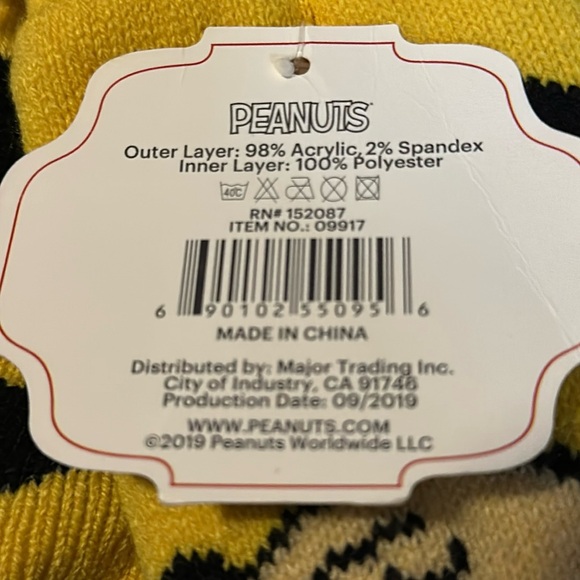 PEANUTS
Outer Layer: 98% Acrylic, 2% Spandex
Inner Layer: 100% Polyester
40C
RN# 152087
ITEM NO.: 09917
6 90102 55095 6
MADE IN CHINA
Distributed by: Major Trading Inc.
City of Industry, CA 91748
Production Date: 09/2019
WWW.PEANUTS.COM
©2019 Peanuts Worldwide LLC